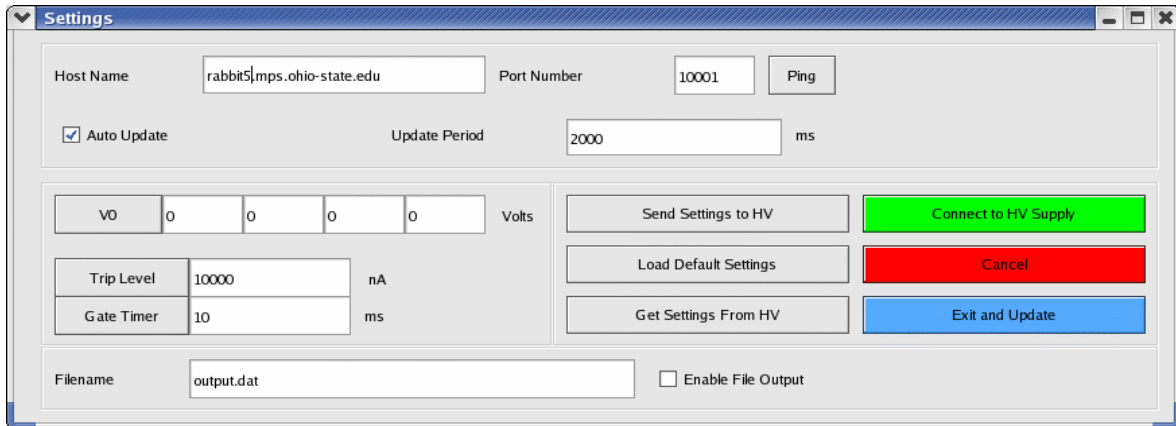 Settings
Host Name rabbit5.mps.ohio-state.edu Port Number 10001 Ping
Auto Update Update Period 2000 ms
V0 0 0 0 0 Volts Send Settings to HV Connect to HV Supply
Trip Level 10000 nA Load Default Settings Cancel
Gate Timer 10 ms Get Settings From HV Exit and Update
Filename output.dat Enable File Output